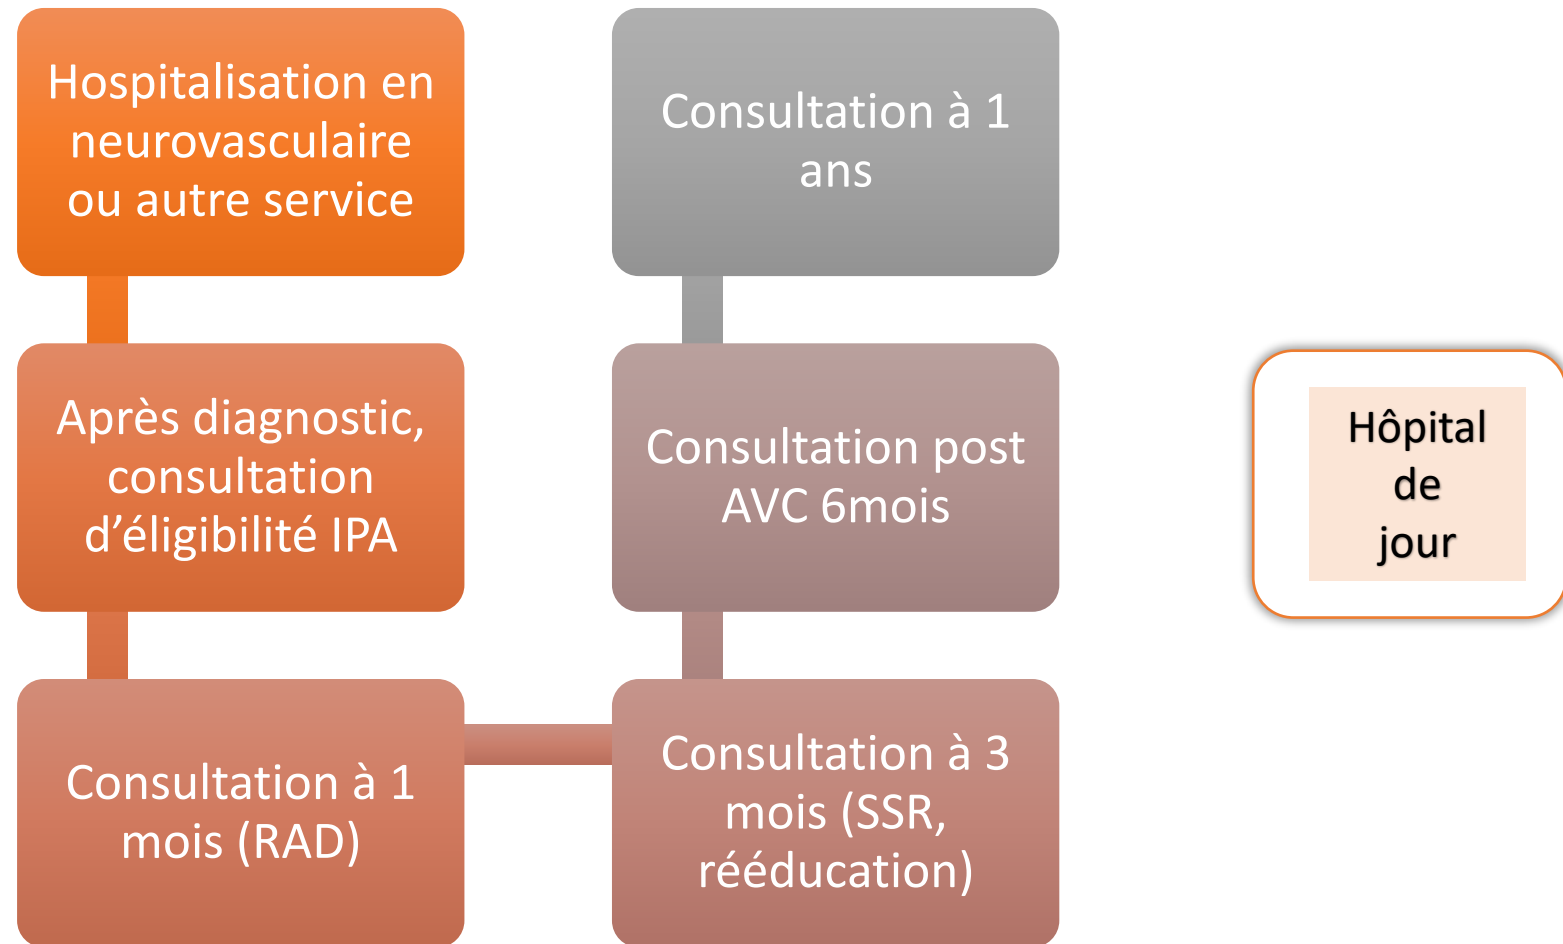 Hospitalisation en
neurovasculaire
ou autre service
Après diagnostic,
consultation
d’éligibilité IPA
Consultation à 1
mois (RAD)
Consultation à 3
mois (SSR,
rééducation)
Consultation post
AVC 6mois
Consultation à 1
ans
Hôpital
de
jour